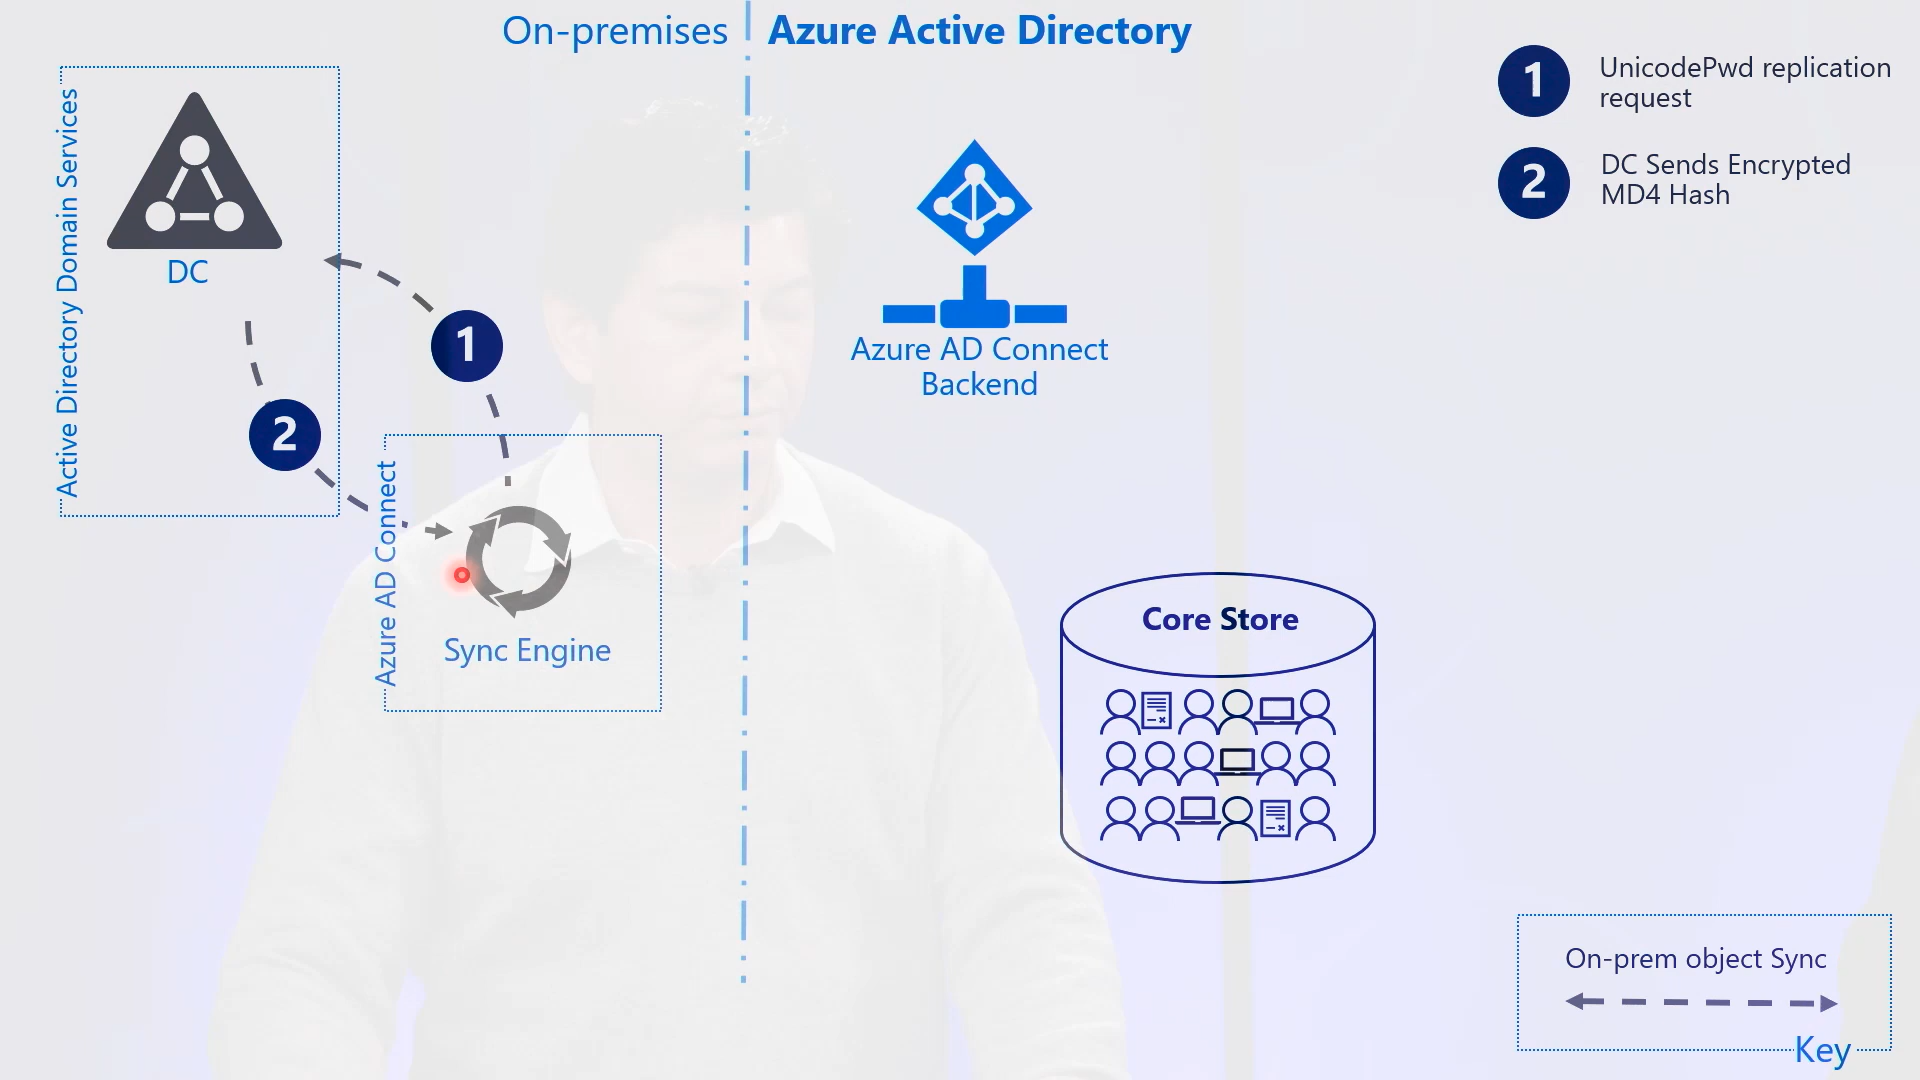 On-premises
Azure Active Directory
1
UnicodePwd replication
request
2
DC Sends Encrypted
MD4 Hash
Active Directory Domain Services
DC
1
2
Azure AD Connect
Sync Engine
Azure AD Connect
Backend
Core Store
On-prem object Sync
Key